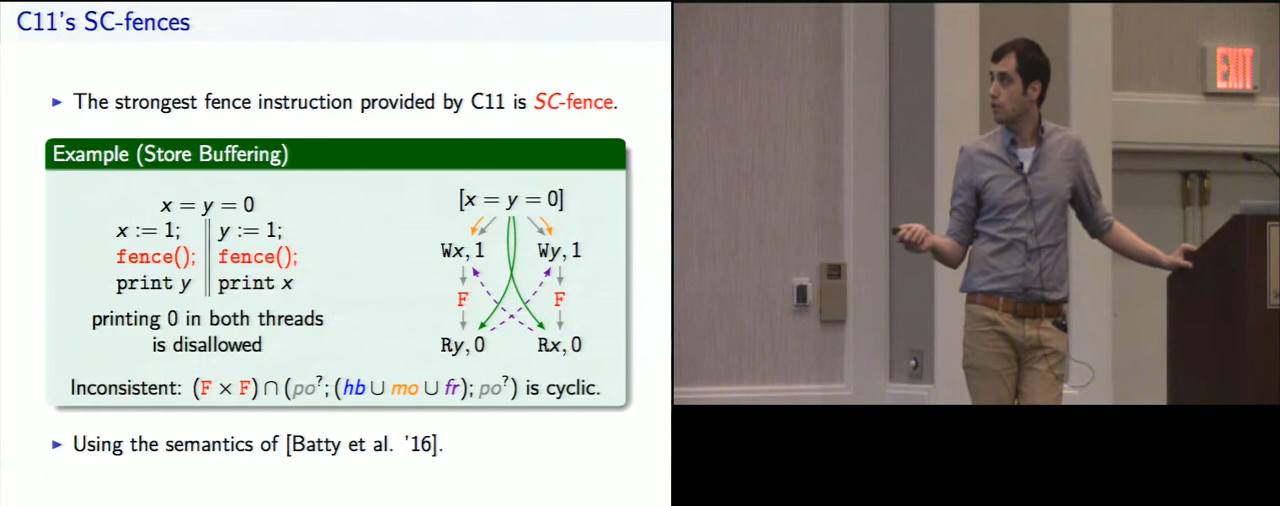 C11's SC-fences
▶ The strongest fence instruction provided by C11 is SC-fence.
Example (Store Buffering)
x = y = 0
x := 1; ‖ y := 1;
fence(); ‖ fence();
print y ‖ print x
printing 0 in both threads
is disallowed
[x = y = 0]
Wx, 1 Wy, 1
F F
Ry, 0 Rx, 0
Inconsistent: (F × F) ∩ (po?; (hb ∪ mo ∪ fr); po?) is cyclic.
▶ Using the semantics of [Batty et al. '16].
EXIT